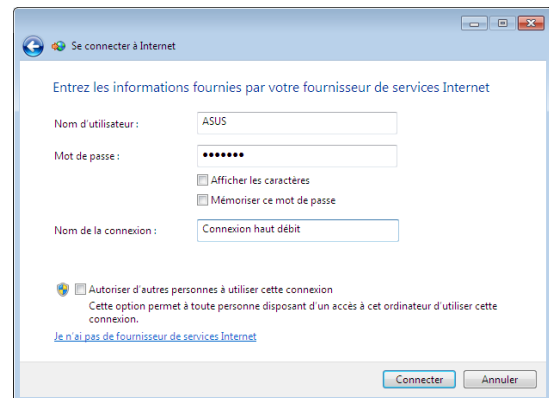 Se connecter à Internet
Entrez les informations fournies par votre fournisseur de services Internet
Nom d'utilisateur :
ASUS
Mot de passe :
•••••••
Afficher les caractères
Mémoriser ce mot de passe
Nom de la connexion :
Connexion haut débit
Autoriser d'autres personnes à utiliser cette connexion
Cette option permet à toute personne disposant d'un accès à cet ordinateur d'utiliser cette
connexion.
Je n'ai pas de fournisseur de services Internet
Connecter
Annuler